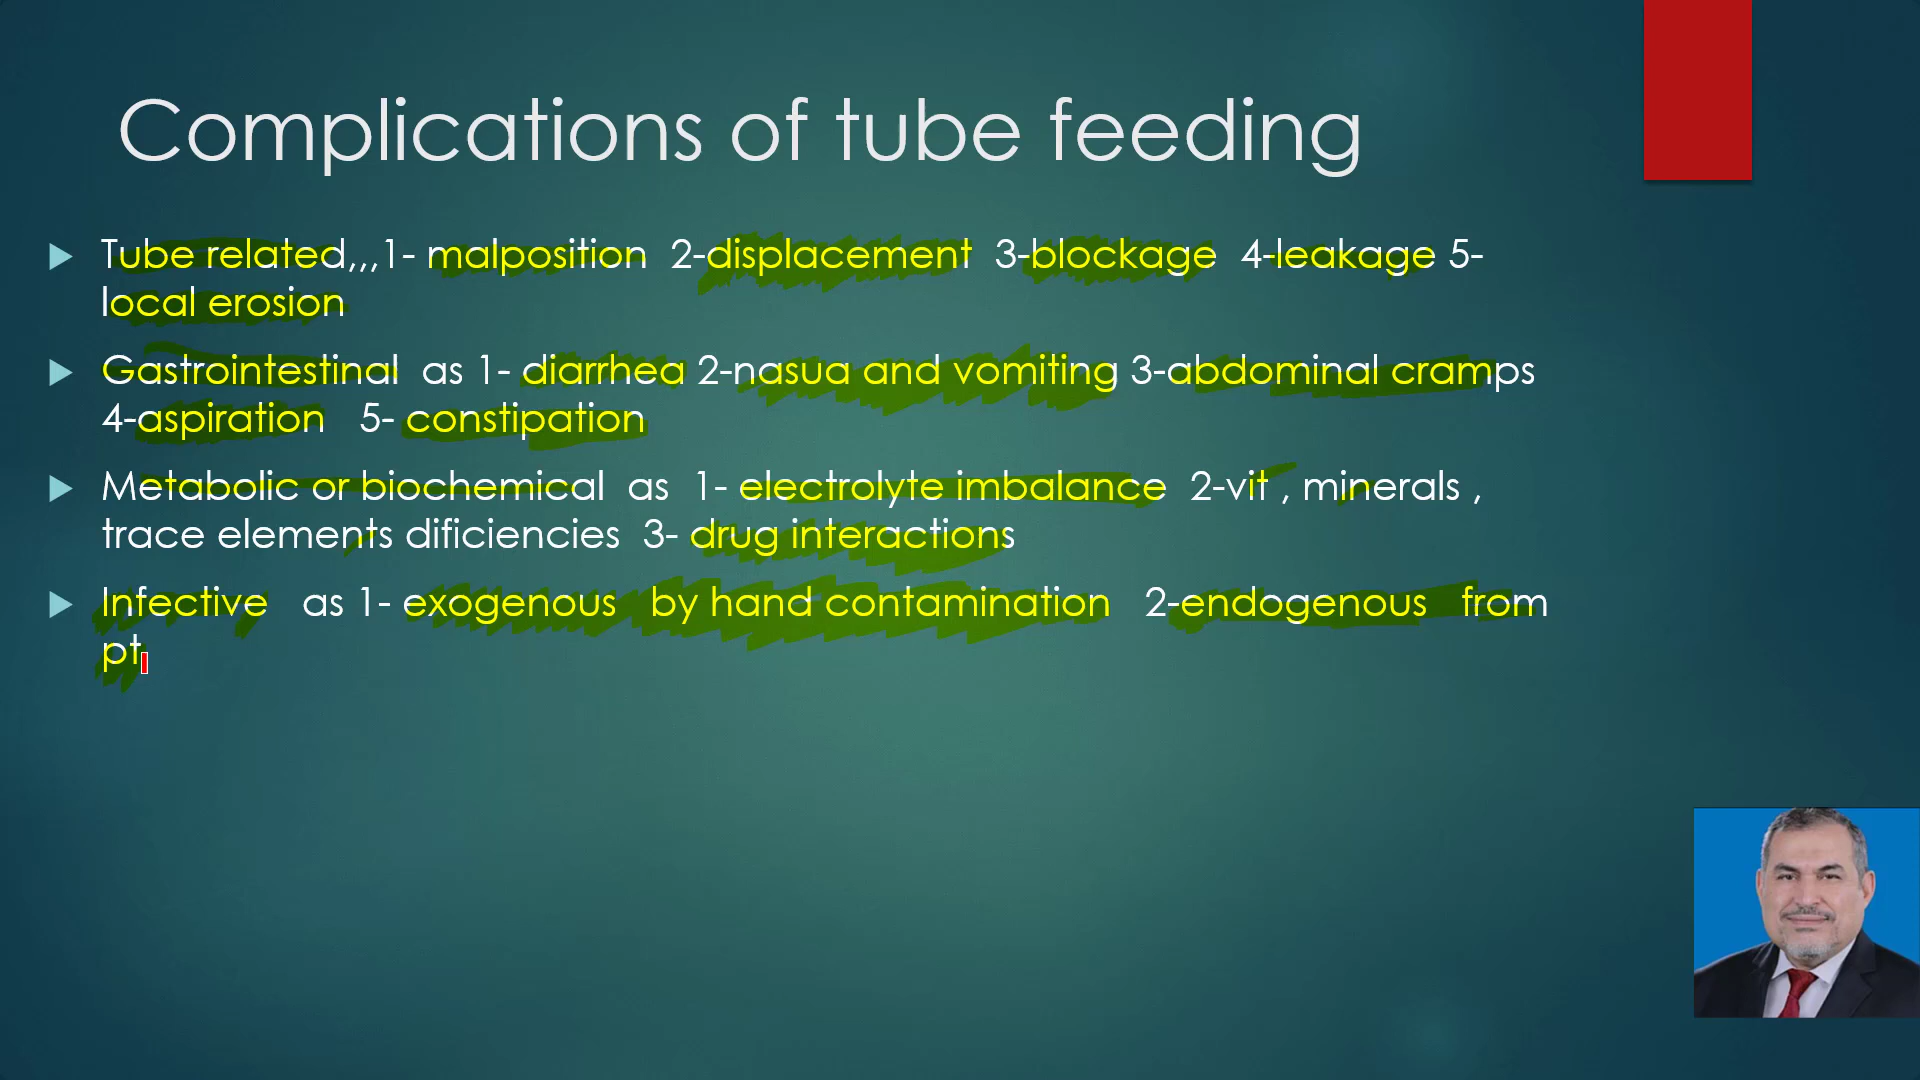 Complications of tube feeding
Tube related,,,1- malposition 2-displacement 3-blockage 4-leakage 5-
local erosion
Gastrointestinal as 1- diarrhea 2-nasua and vomiting 3-abdominal cramps
4-aspiration 5- constipation
Metabolic or biochemical as 1- electrolyte imbalance 2-vit , minerals ,
trace elements dificiencies 3- drug interactions
Infective as 1- exogenous by hand contamination 2-endogenous from
pt